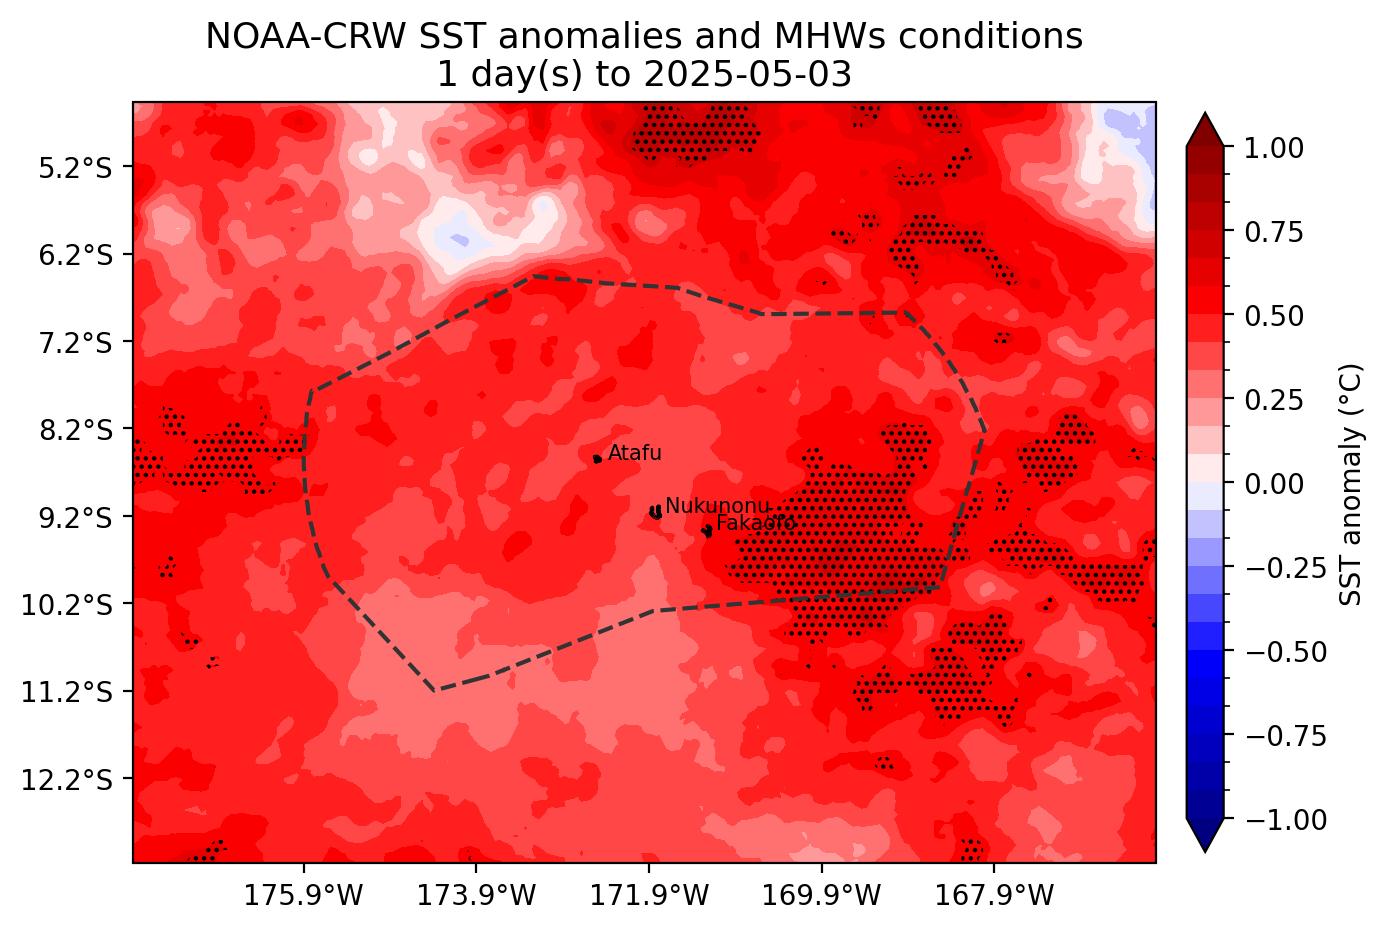 NOAA-CRW SST anomalies and MHWs conditions
1 day(s) to 2025-05-03
5.2°S
6.2°S
7.2°S
8.2°S
9.2°S
10.2°S
11.2°S
12.2°S
Atafu
Nukunonu
Fakaofo
175.9°W
173.9°W
171.9°W
169.9°W
167.9°W
1.00
0.75
0.50
0.25
0.00
−0.25
−0.50
−0.75
−1.00
SST anomaly (°C)